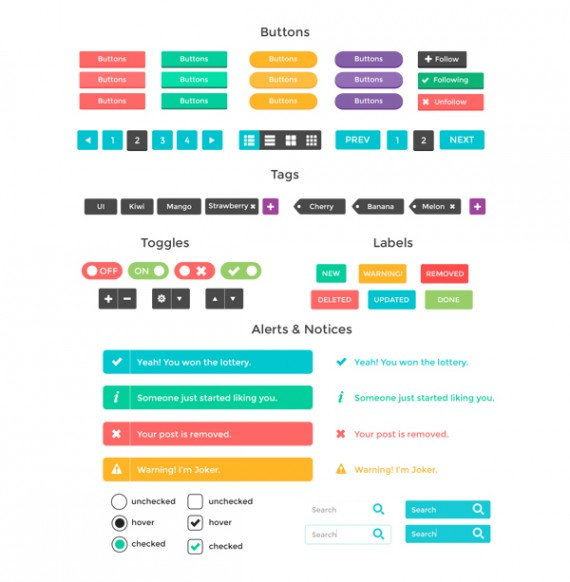 Buttons
Buttons Buttons Buttons Buttons Follow
Buttons Buttons Buttons Buttons Following
Buttons Buttons Buttons Buttons Unfollow
1 2 3 4 PREV 1 2 NEXT
Tags
UI Kiwi Mango Strawberry Cherry Banana Melon
Toggles Labels
OFF ON NEW WARNING! REMOVED
DELETED UPDATED DONE
Alerts & Notices
Yeah! You won the lottery. Yeah! You won the lottery.
Someone just started liking you. Someone just started liking you.
Your post is removed. Your post is removed.
Warning! I'm Joker. Warning! I'm Joker.
unchecked unchecked Search Search
hover hover
checked checked Search Search